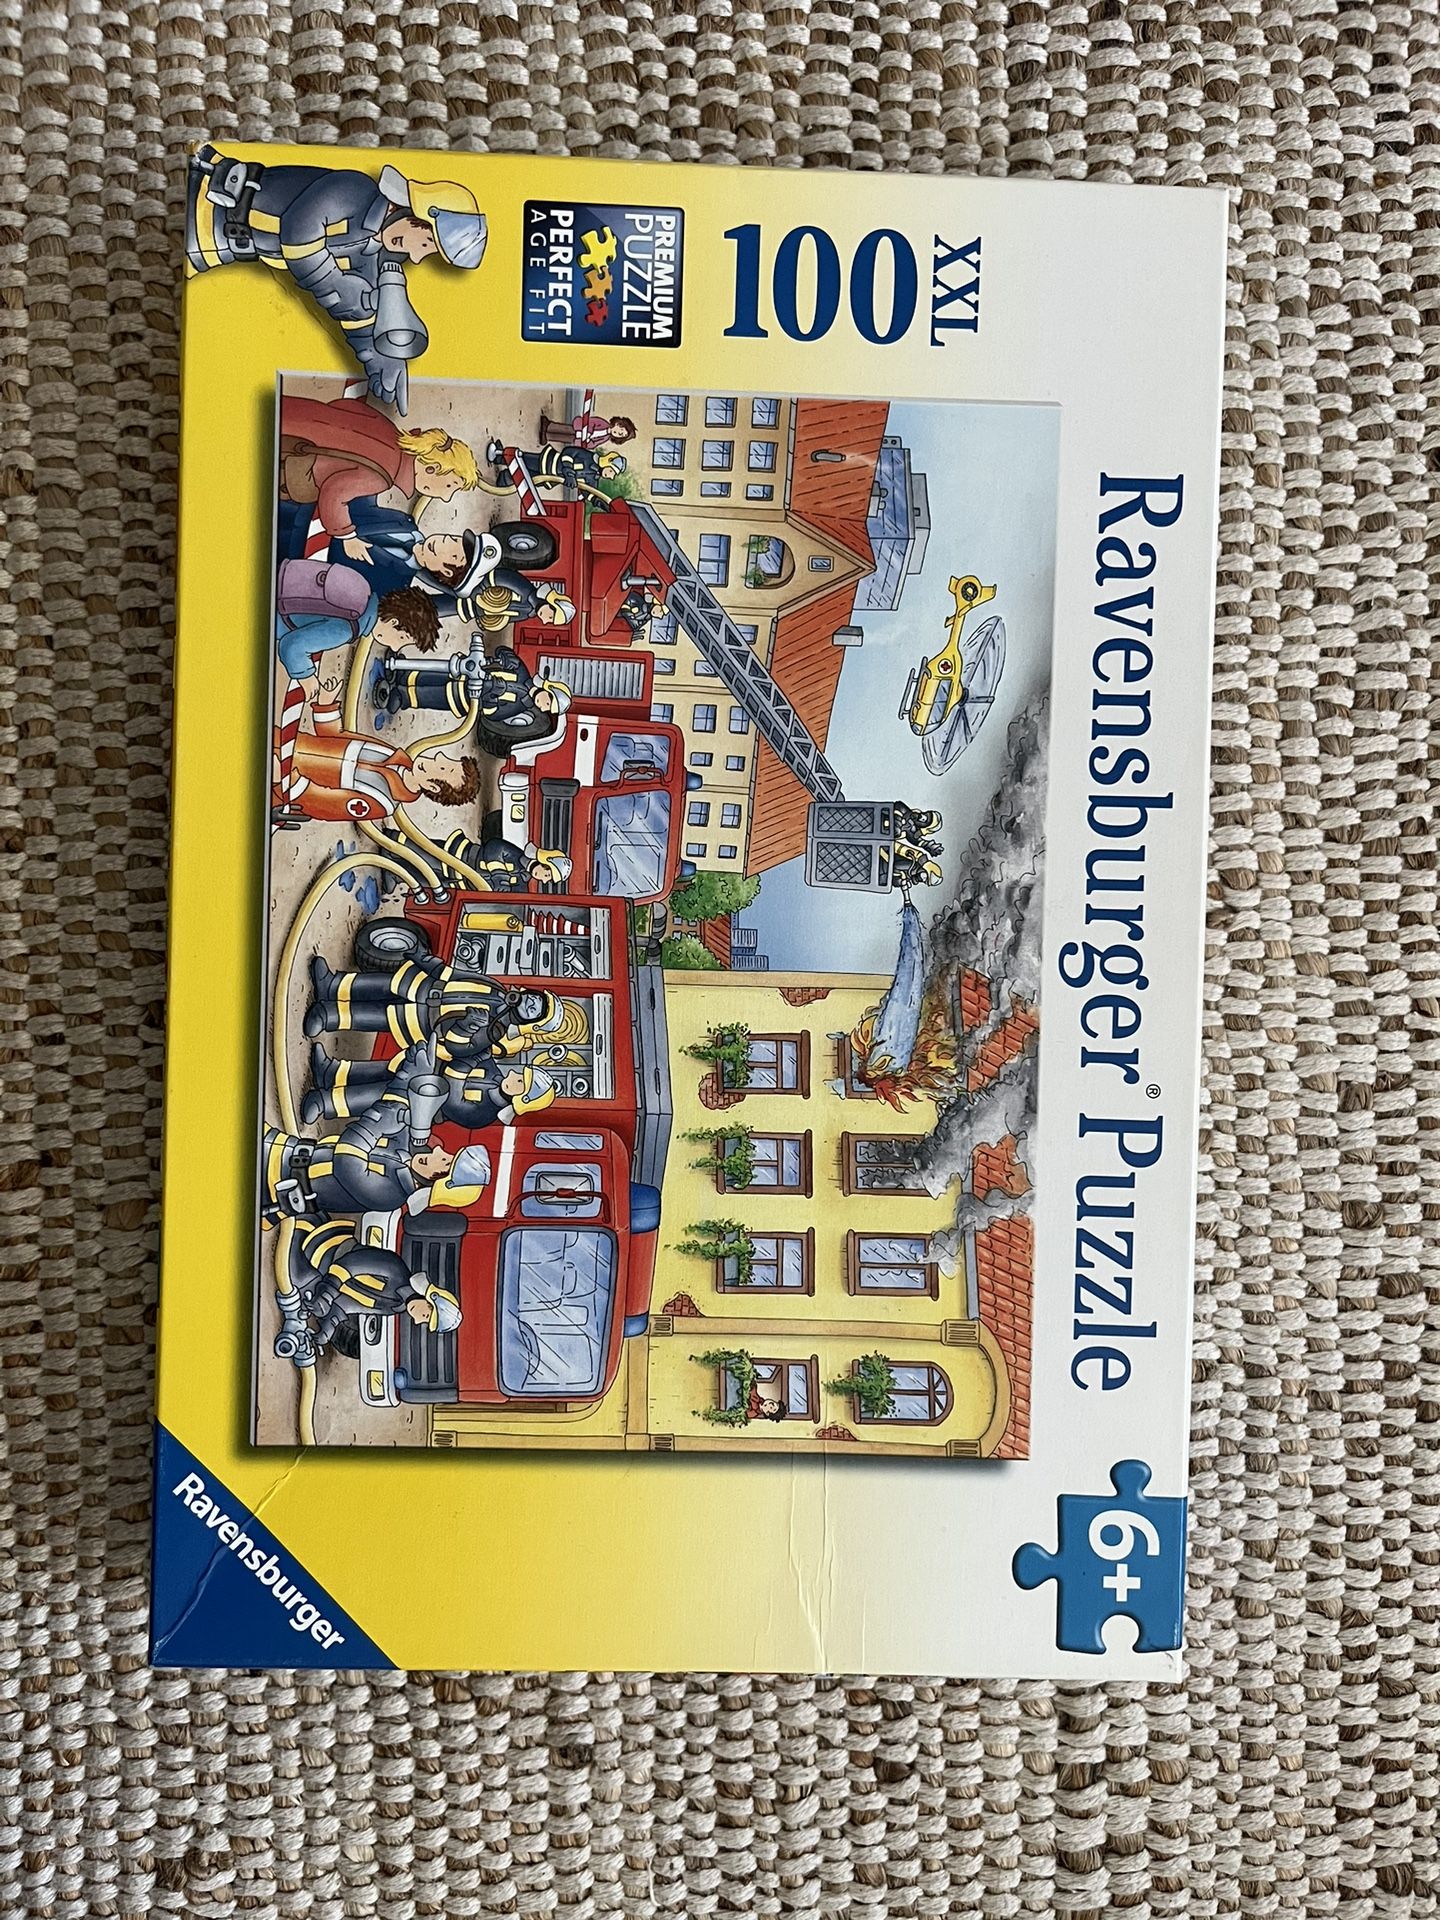 Ravensburger® Puzzle
XXL
100
PREMIUM
PUZZLE
PERFECT
AGE FIT
6+
Ravensburger